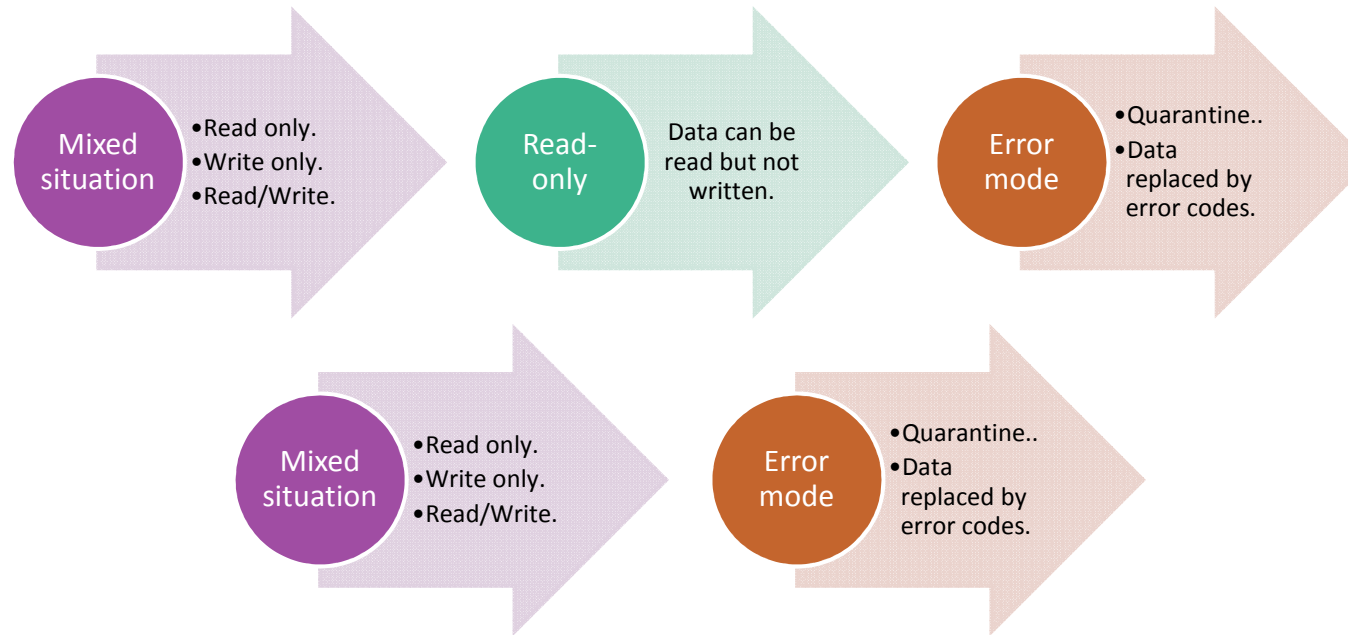 Mixed
situation
•Read only.
•Write only.
•Read/Write.
Read-
only
Data can be
read but not
written.
Error
mode
•Quarantine..
•Data
replaced by
error codes.
Mixed
situation
•Read only.
•Write only.
•Read/Write.
Error
mode
•Quarantine..
•Data
replaced by
error codes.